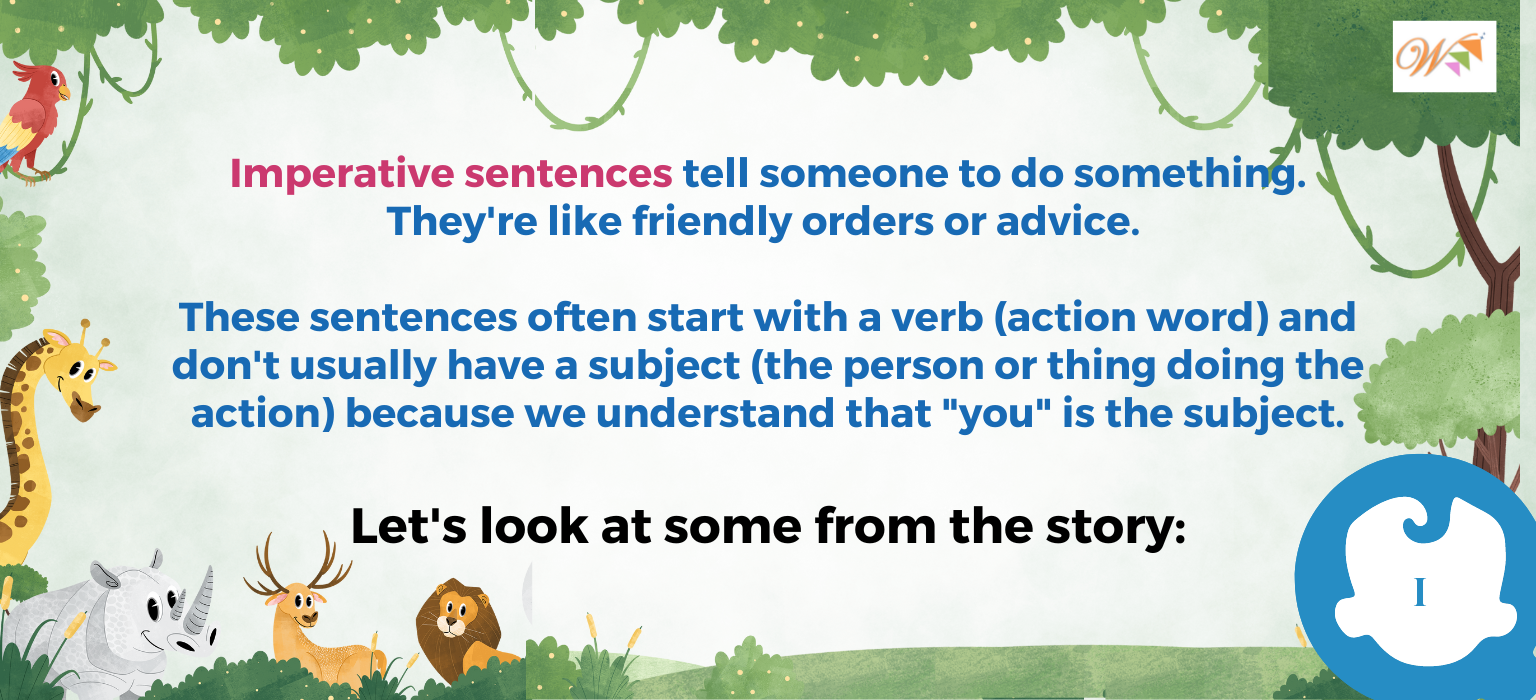 W
Imperative sentences tell someone to do something.
They're like friendly orders or advice.
These sentences often start with a verb (action word) and
don't usually have a subject (the person or thing doing the
action) because we understand that "you" is the subject.
Let's look at some from the story:
I